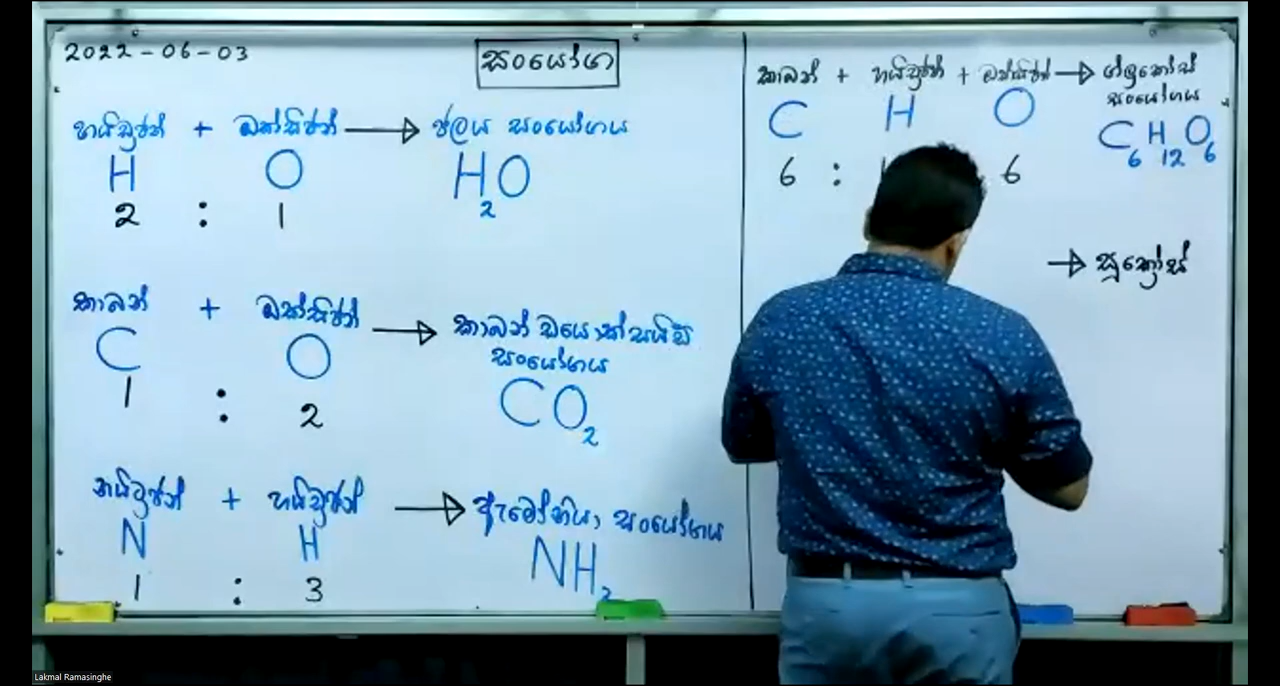 2022-06-03
සංයෝග
හයිඩ්‍රජන් + ඔක්සිජන් → ජලය සංයෝගය
H O H₂O
2 : 1
කාබන් + ඔක්සිජන් → කාබන් ඩයොක්සයිඩ්
සංයෝගය
C O CO₂
1 : 2
නයිට්‍රජන් + හයිඩ්‍රජන් → ඇමෝනියා සංයෝගය
N H NH₃
1 : 3
කාබන් + හයිඩ්‍රජන් + ඔක්සිජන් → ග්ලූකෝස්
සංයෝගය
C H O C₆H₁₂O₆
6 : 6
→ සුක්‍රෝස්
Lakmal Ramasinghe